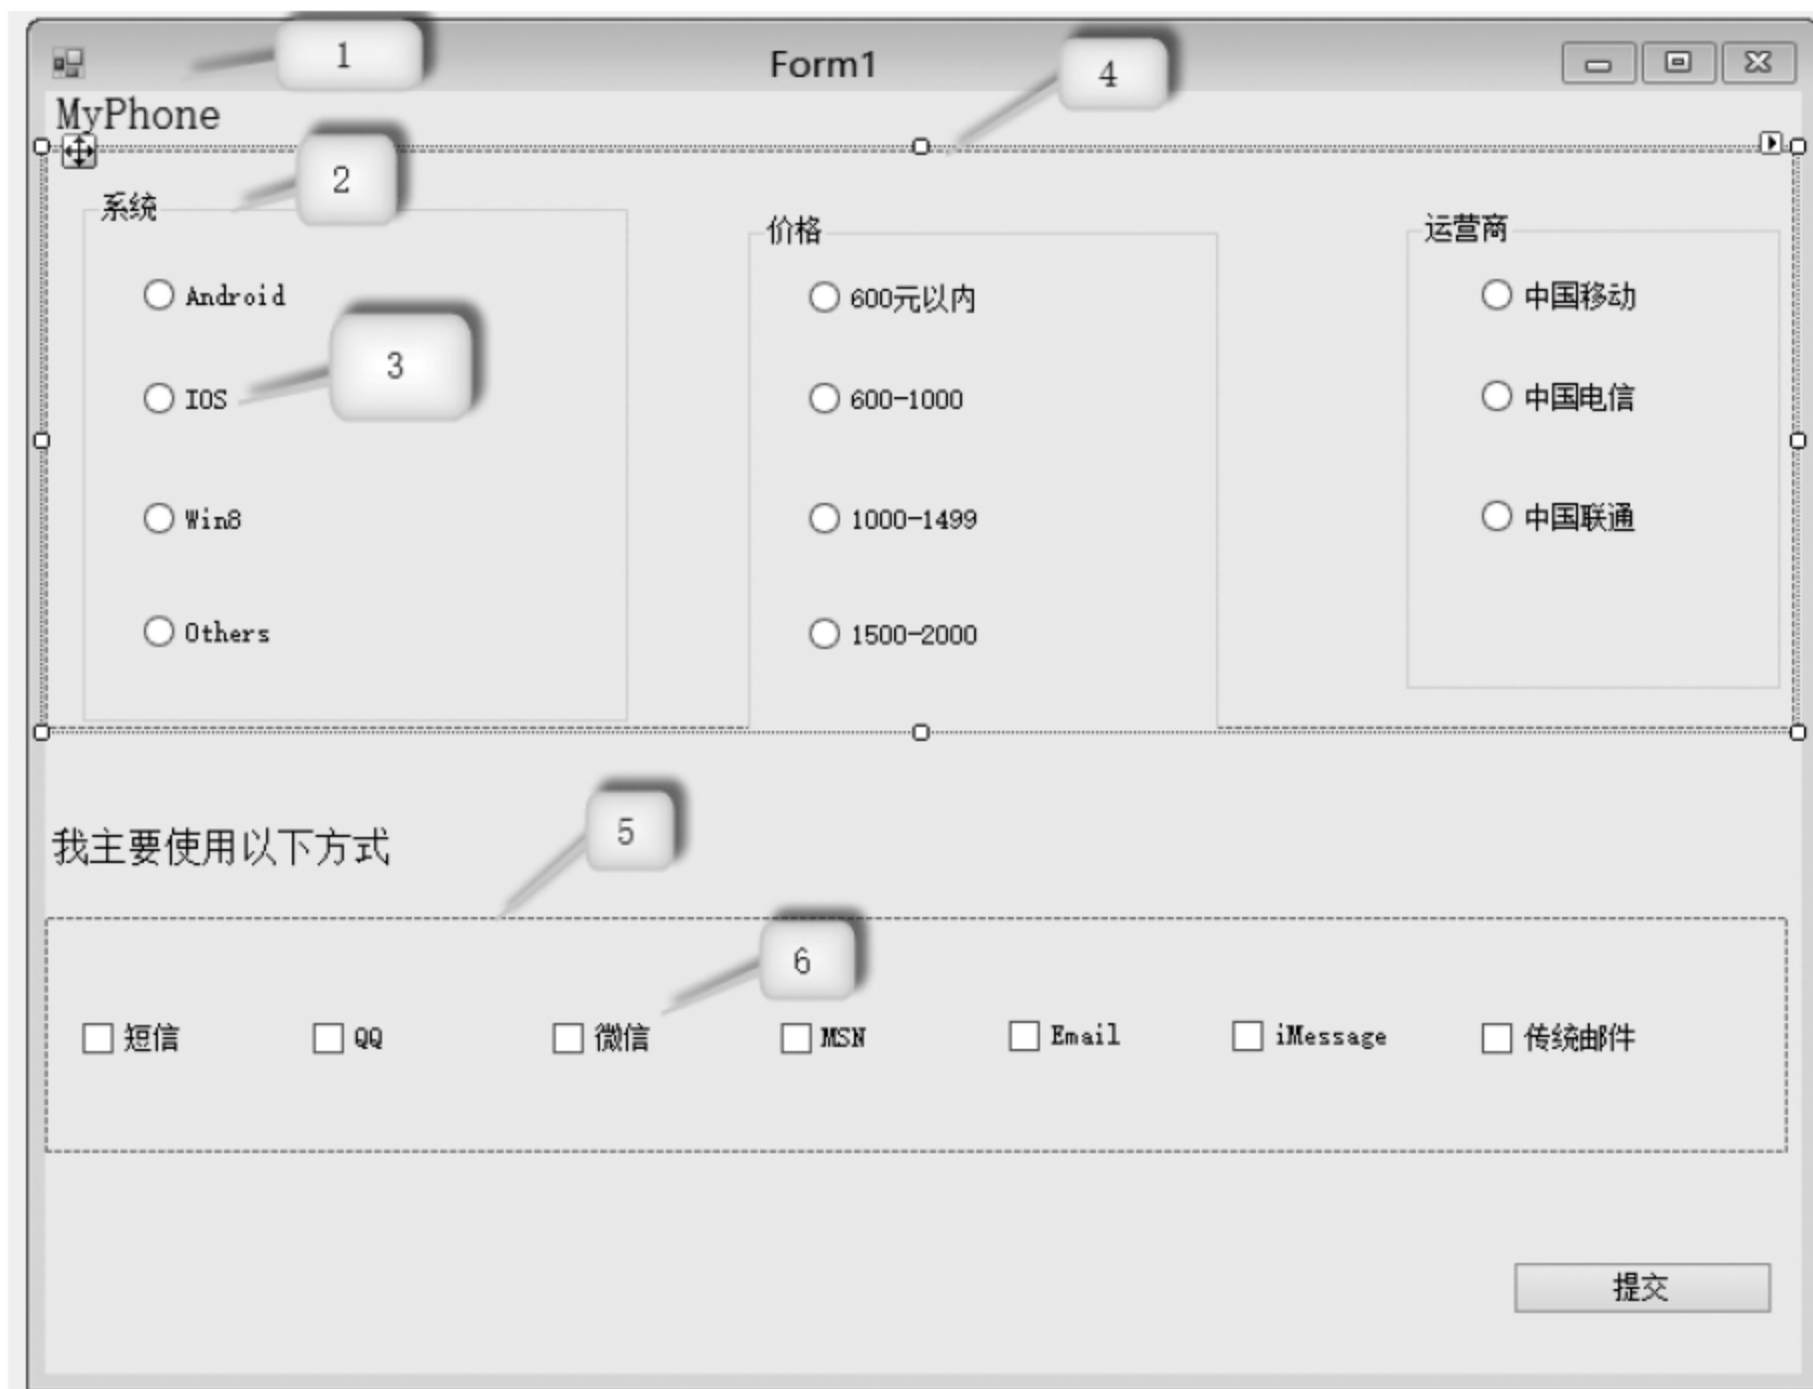 1
Form1
4
MyPhone
2
系统
价格
运营商
Android
600元以内
中国移动
3
IOS
600-1000
中国电信
Win8
1000-1499
中国联通
Others
1500-2000
5
我主要使用以下方式
6
短信 QQ 微信 MSN Email iMessage 传统邮件
提交